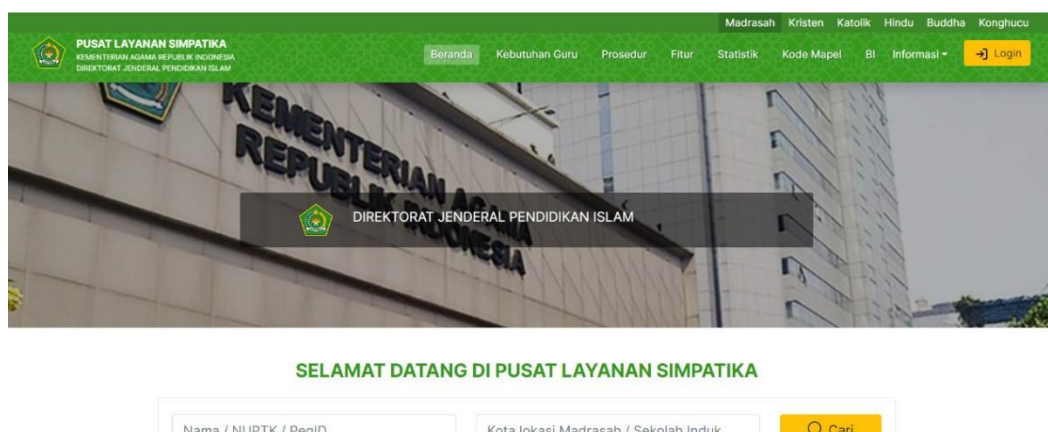 Madrasah Kristen Katolik Hindu Buddha Konghucu
PUSAT LAYANAN SIMPATIKA
KEMENTERIAN AGAMA REPUBLIK INDONESIA
DIREKTORAT JENDERAL PENDIDIKAN ISLAM
Beranda Kebutuhan Guru Prosedur Fitur Statistik Kode Mapel BI Informasi Login
KEMENTERIAN AGAMA
REPUBLIK INDONESIA
DIREKTORAT JENDERAL PENDIDIKAN ISLAM
SELAMAT DATANG DI PUSAT LAYANAN SIMPATIKA
Nama / NUPTK / PegID Kota lokasi Madrasah / Sekolah Induk Cari